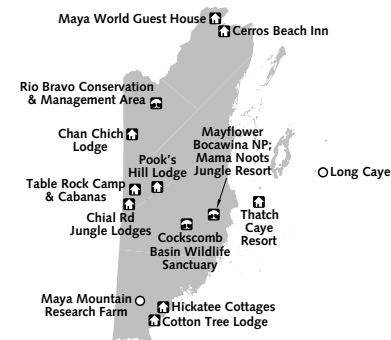 Maya World Guest House
Cerros Beach Inn
Rio Bravo Conservation
& Management Area
Chan Chich
Lodge
Mayflower
Bocawina NP;
Mama Noots
Jungle Resort
Pook's
Hill Lodge
Long Caye
Table Rock Camp
& Cabanas
Chial Rd
Jungle Lodges
Thatch
Caye
Resort
Cockscomb
Basin Wildlife
Sanctuary
Maya Mountain
Research Farm
Hickatee Cottages
Cotton Tree Lodge